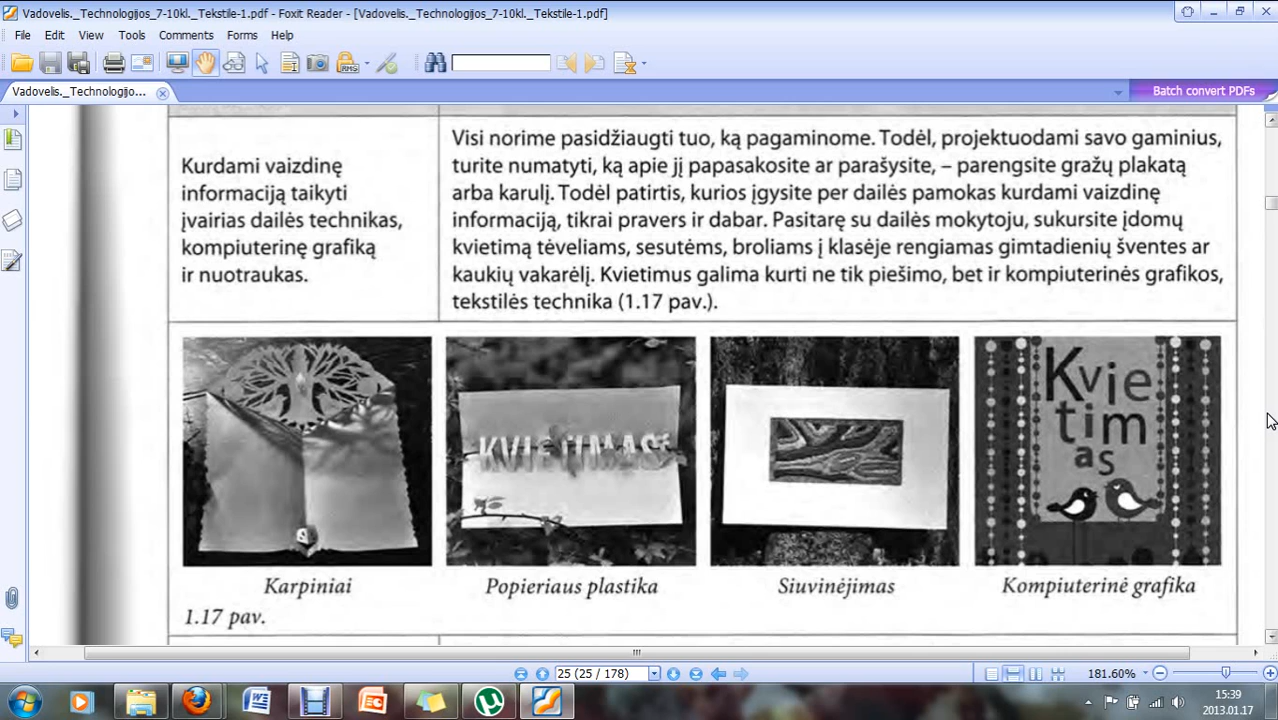 Vadovelis._Technologijos_7-10kl._Tekstile-1.pdf - Foxit Reader - [Vadovelis._Technologijos_7-10kl._Tekstile-1.pdf]
File Edit View Tools Comments Forms Help
RMS
Vadovelis._Technologijo...
Batch convert PDFs
Kurdami vaizdinę
informaciją taikyti
įvairias dailės technikas,
kompiuterinę grafiką
ir nuotraukas.
Visi norime pasidžiaugti tuo, ką pagaminome. Todėl, projektuodami savo gaminius,
turite numatyti, ką apie jį papasakosite ar parašysite, – parengsite gražų plakatą
arba karulį. Todėl patirtis, kurios įgysite per dailės pamokas kurdami vaizdinę
informaciją, tikrai pravers ir dabar. Pasitarę su dailės mokytoju, sukursite įdomų
kvietimą tėveliams, sesutėms, broliams į klasėje rengiamas gimtadienių šventes ar
kaukių vakarėlį. Kvietimus galima kurti ne tik piešimo, bet ir kompiuterinės grafikos,
tekstilės technika (1.17 pav.).
KVIETIMAS
Kvie
tim
as
Karpiniai
Popieriaus plastika
Siuvinėjimas
Kompiuterinė grafika
1.17 pav.
25 (25 / 178)
181.60%
15:39
2013.01.17